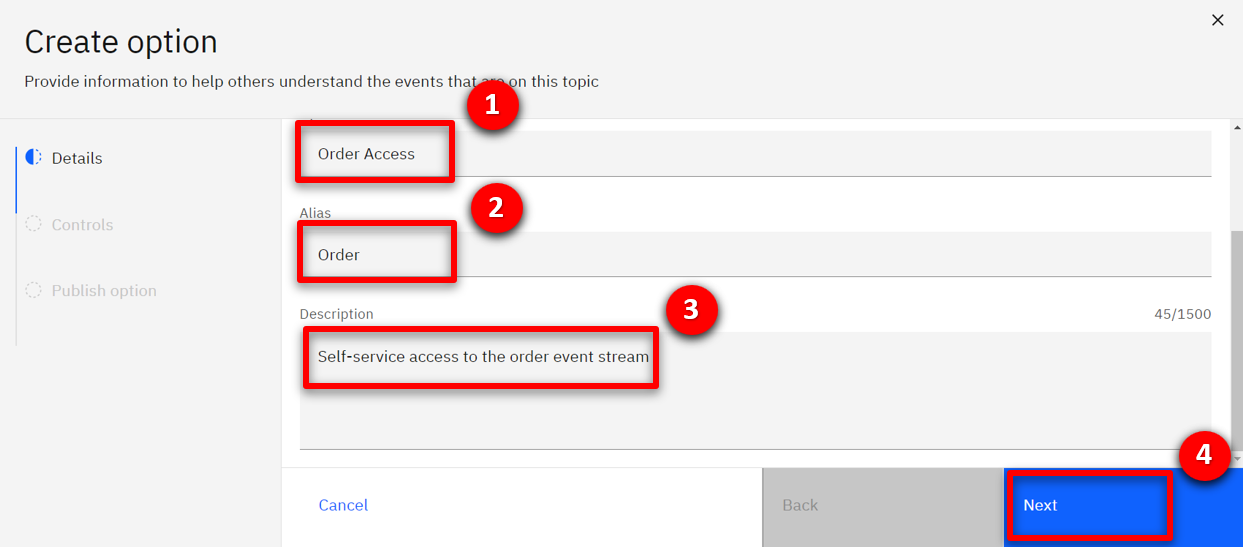 Create option
Provide information to help others understand the events that are on this topic
1
Details
Order Access
2
Controls
Alias
Order
Publish option
3
Description
45/1500
Self-service access to the order event stream
4
Cancel
Back
Next